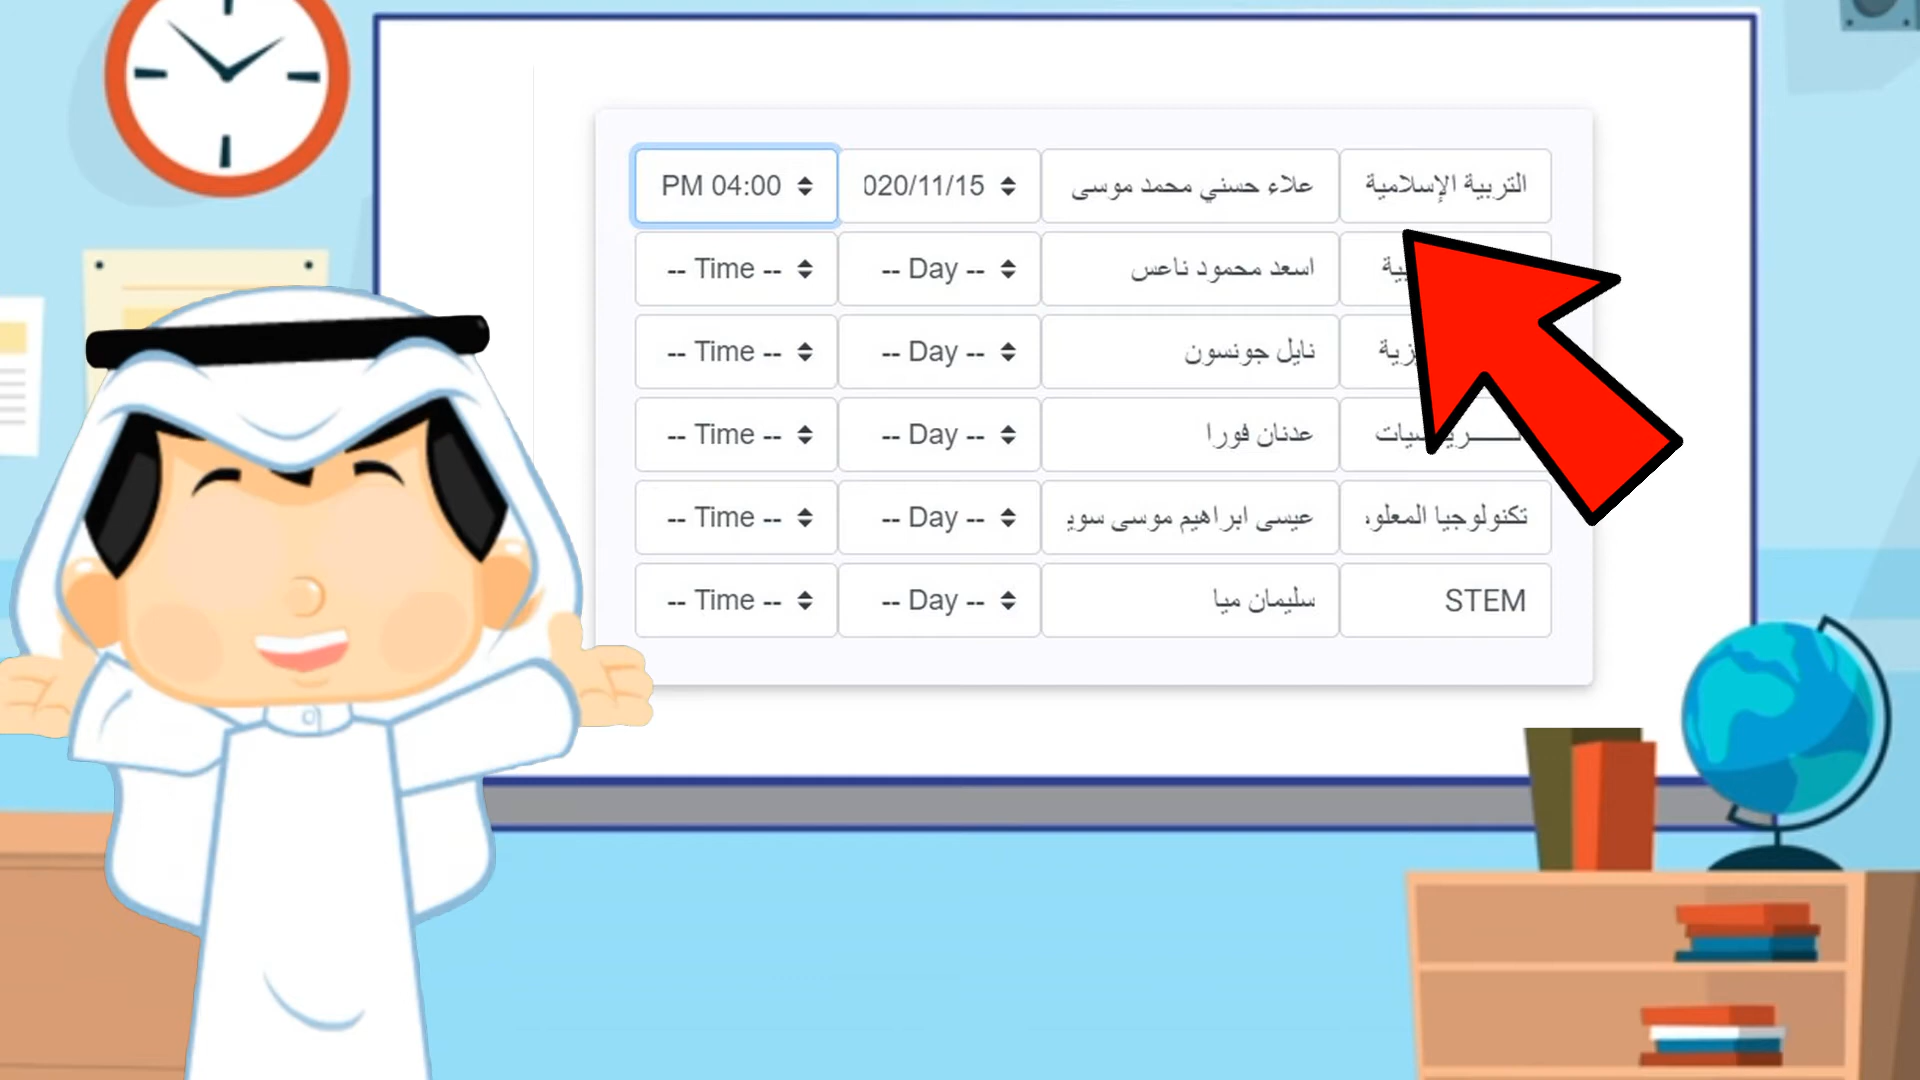 التربية الإسلامية علاء حسني محمد موسى 020/11/15 PM 04:00
اسعد محمود ناعس -- Day -- -- Time --
نايل جونسون -- Day -- -- Time --
عدنان فورا -- Day -- -- Time --
تكنولوجيا المعلو عيسى ابراهيم موسى سوي -- Day -- -- Time --
STEM سليمان ميا -- Day -- -- Time --